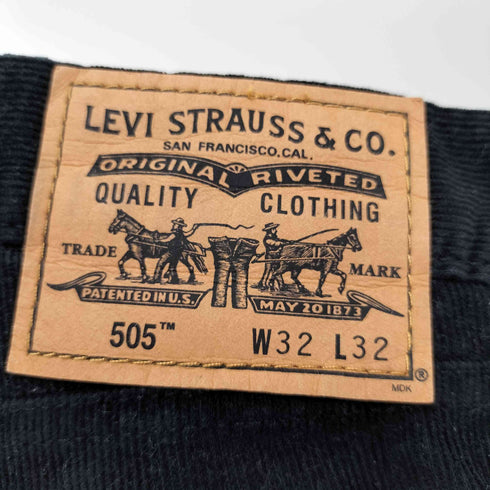 LEVI STRAUSS & CO.
SAN FRANCISCO, CAL.
ORIGINAL RIVETED
QUALITY CLOTHING
TRADE MARK
PATENTED IN U.S. MAY 20 1873
505™ W32 L32
®
MDK